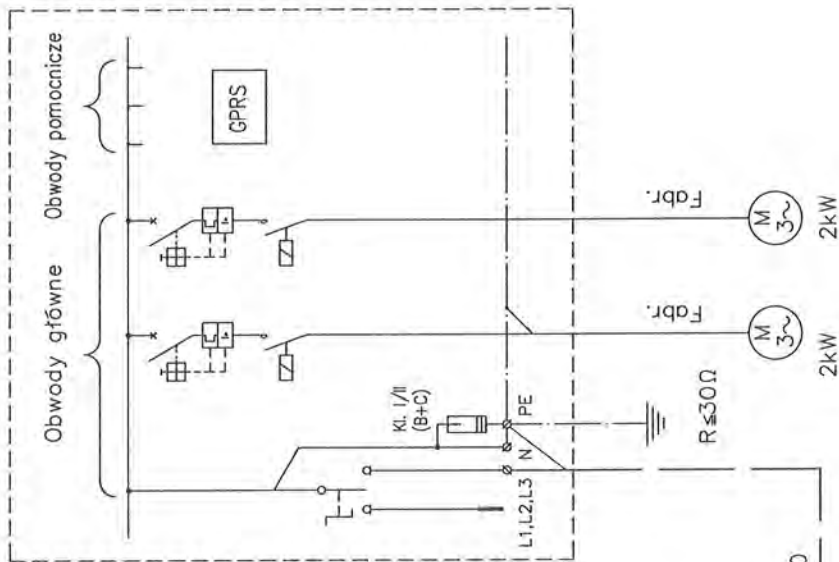 Obwody główne
Obwody pomocnicze
GPRS
Kl. I/II
(B+C)
L1,L2,L3
N
PE
R≤30Ω
Fabr.
Fabr.
M
3~
2kW
M
3~
2kW